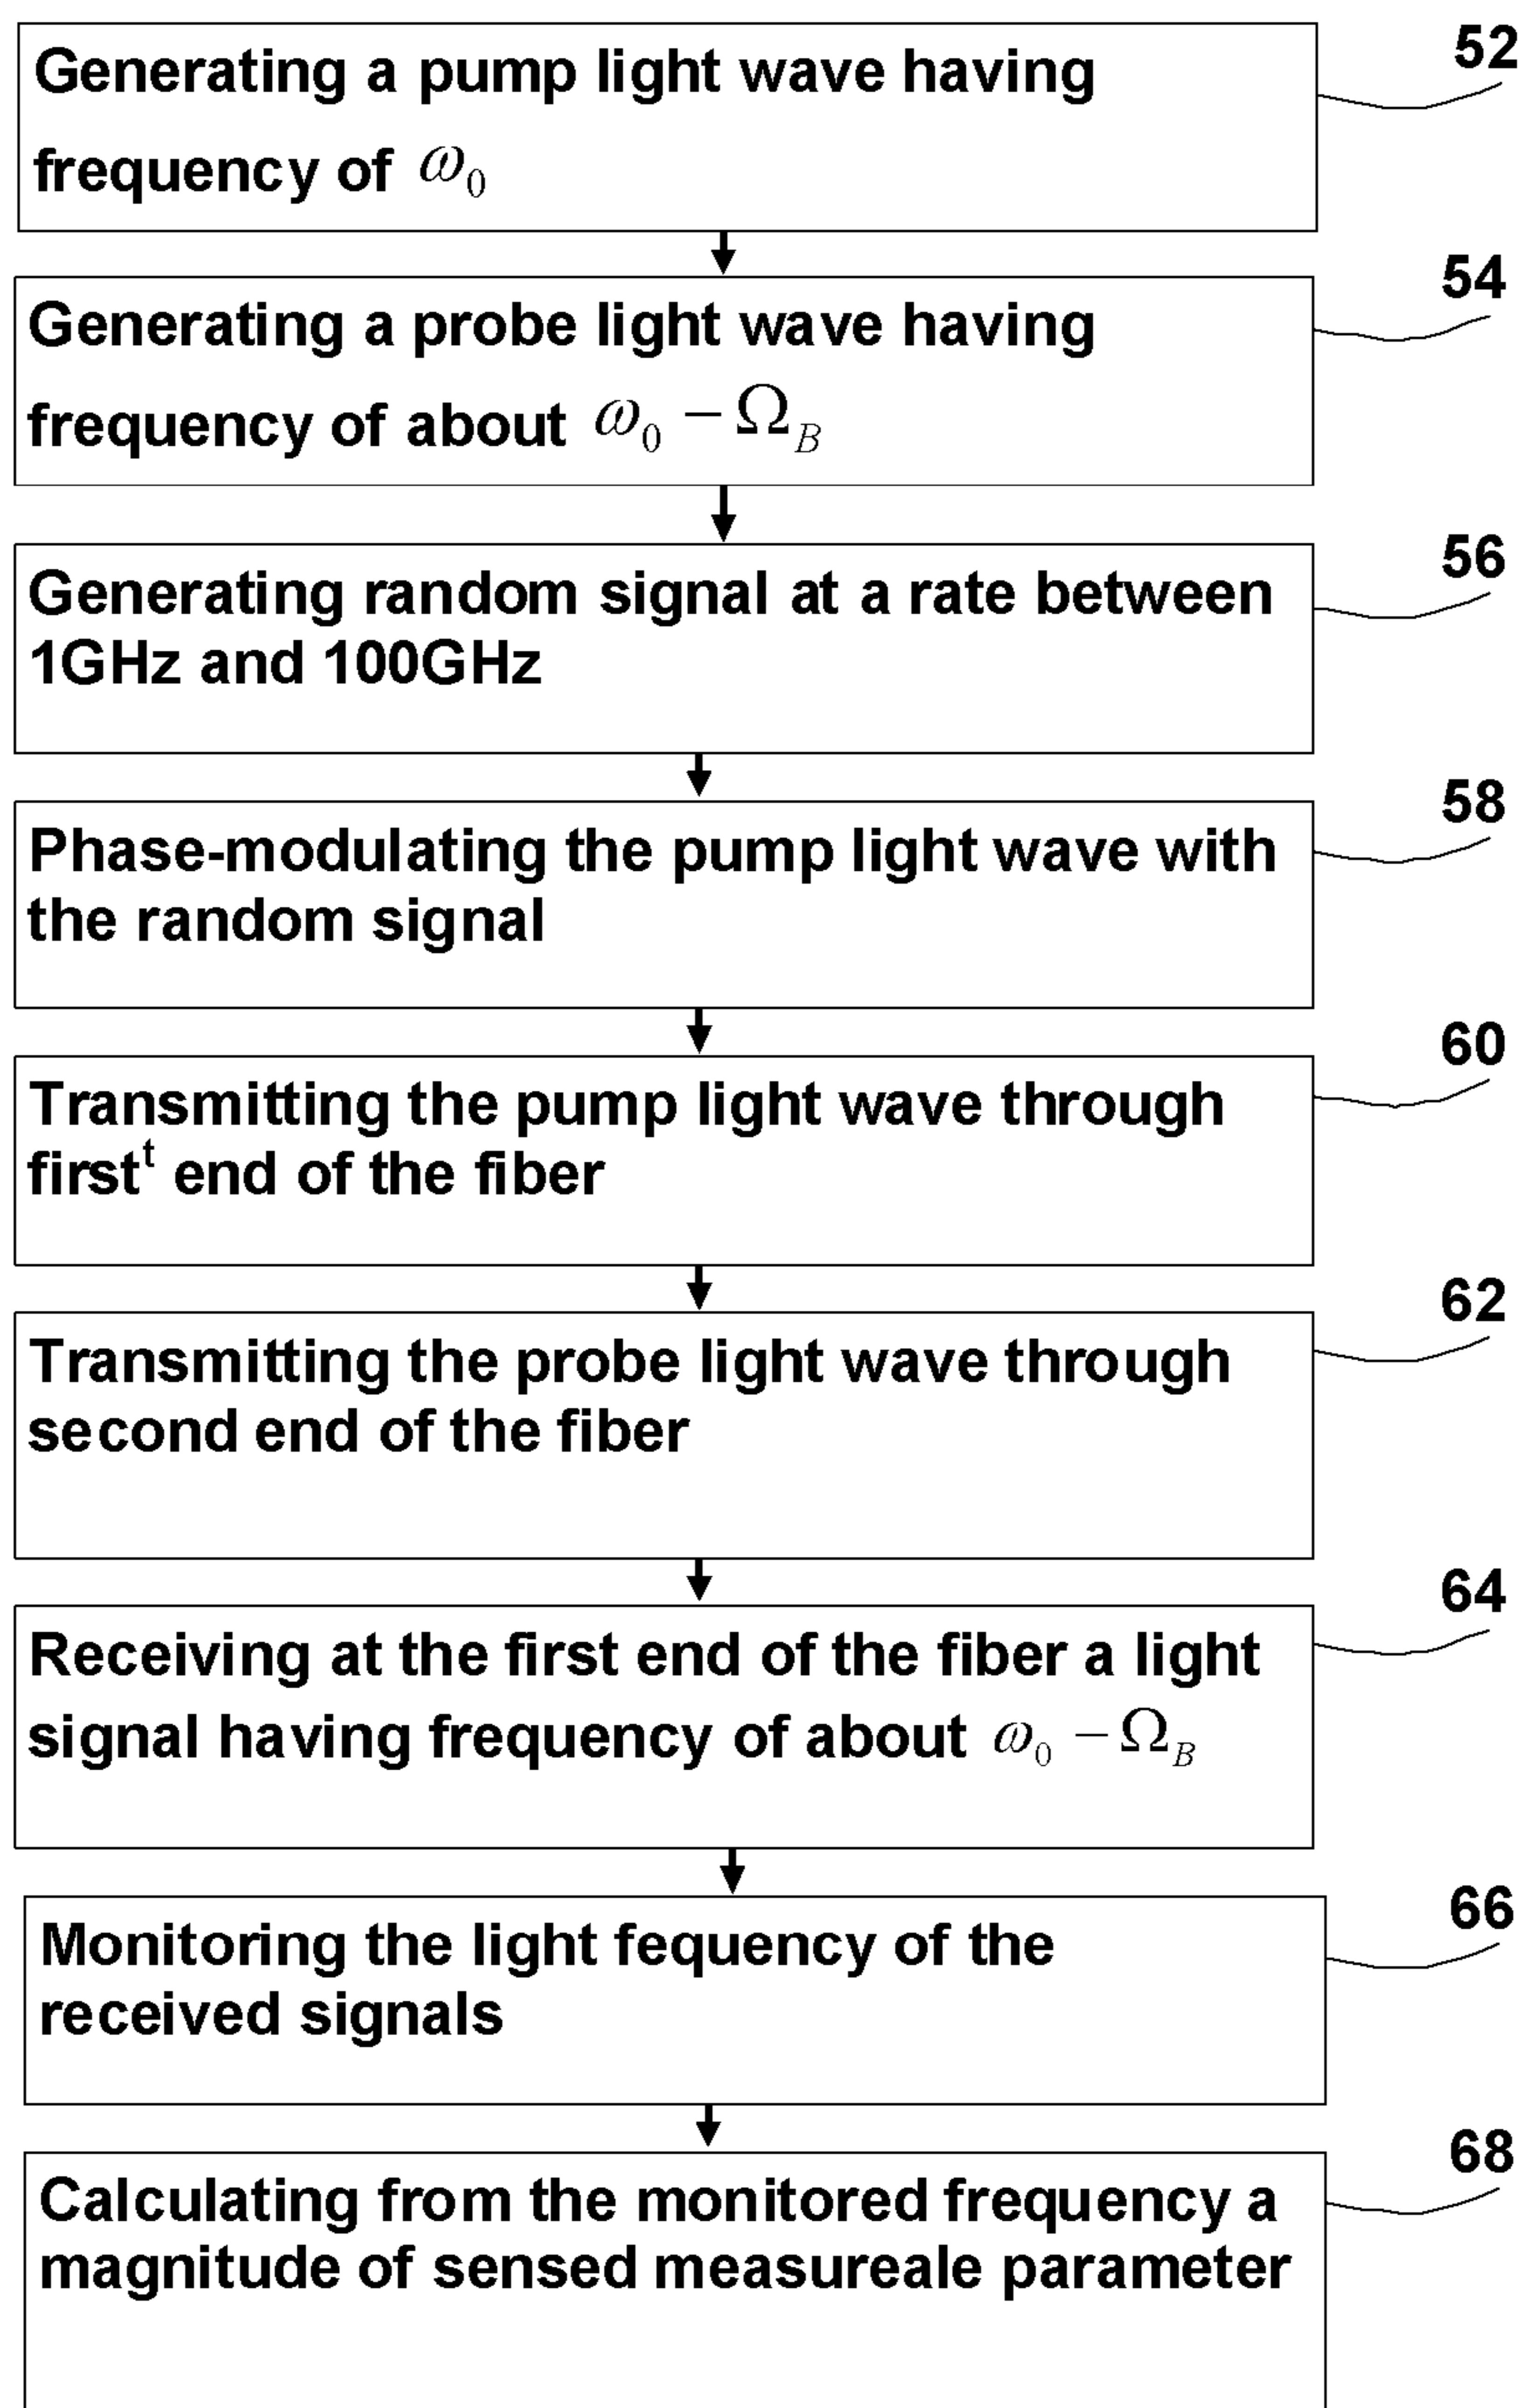 Generating a pump light wave having
52
frequency of ω₀
54
Generating a probe light wave having
frequency of about ω₀ − Ω_B
56
Generating random signal at a rate between
1GHz and 100GHz
58
Phase-modulating the pump light wave with
the random signal
60
Transmitting the pump light wave through
firstᵗ end of the fiber
62
Transmitting the probe light wave through
second end of the fiber
64
Receiving at the first end of the fiber a light
signal having frequency of about ω₀ − Ω_B
66
Monitoring the light fequency of the
received signals
68
Calculating from the monitored frequency a
magnitude of sensed measureale parameter